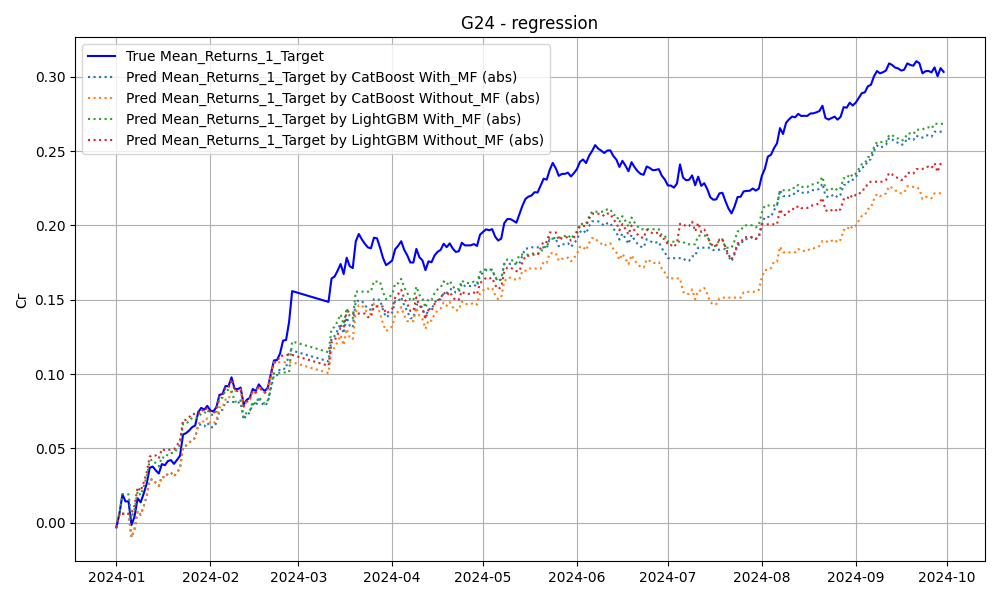 G24 - regression
True Mean_Returns_1_Target
Pred Mean_Returns_1_Target by CatBoost With_MF (abs)
Pred Mean_Returns_1_Target by CatBoost Without_MF (abs)
Pred Mean_Returns_1_Target by LightGBM With_MF (abs)
Pred Mean_Returns_1_Target by LightGBM Without_MF (abs)
Cr
0.30
0.25
0.20
0.15
0.10
0.05
0.00
2024-01 2024-02 2024-03 2024-04 2024-05 2024-06 2024-07 2024-08 2024-09 2024-10